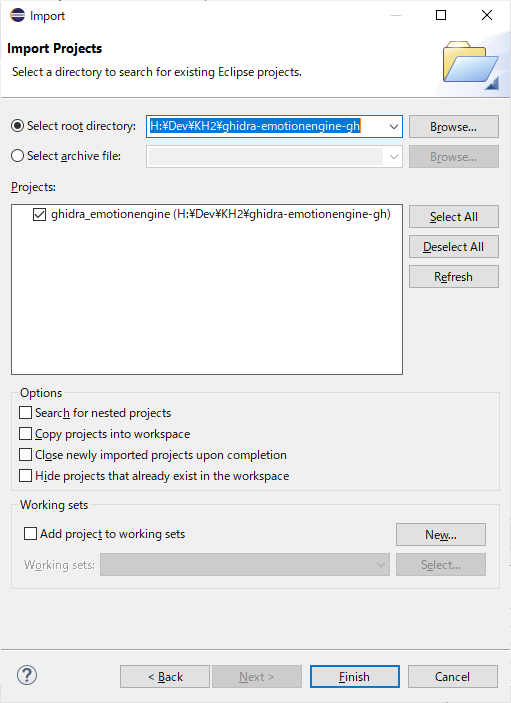 Import
Import Projects
Select a directory to search for existing Eclipse projects.
Select root directory:
H:¥Dev¥KH2¥ghidra-emotionengine-gh
Browse...
Select archive file:
Browse...
Projects:
ghidra_emotionengine (H:¥Dev¥KH2¥ghidra-emotionengine-gh)
Select All
Deselect All
Refresh
Options
Search for nested projects
Copy projects into workspace
Close newly imported projects upon completion
Hide projects that already exist in the workspace
Working sets
Add project to working sets
New...
Working sets:
Select...
?
< Back
Next >
Finish
Cancel